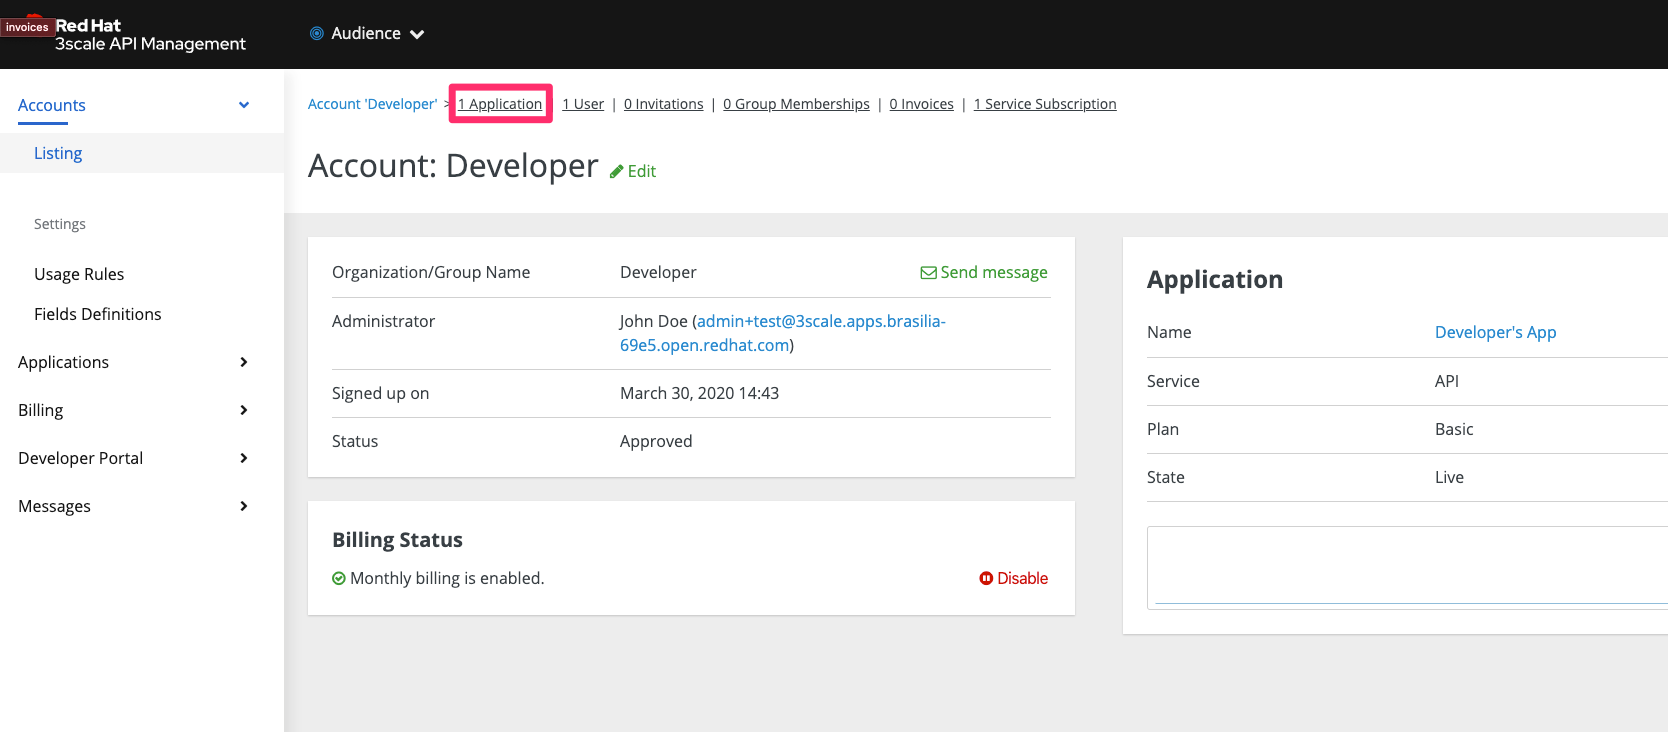 invoices
Red Hat
3scale API Management
Audience
Accounts
Listing
Settings
Usage Rules
Fields Definitions
Applications
Billing
Developer Portal
Messages
Account 'Developer' > 1 Application 1 User | 0 Invitations | 0 Group Memberships | 0 Invoices | 1 Service Subscription
Account: Developer Edit
Organization/Group Name Developer Send message
Administrator John Doe (admin+test@3scale.apps.brasilia-
69e5.open.redhat.com)
Signed up on March 30, 2020 14:43
Status Approved
Billing Status
Monthly billing is enabled. Disable
Application
Name Developer's App
Service API
Plan Basic
State Live